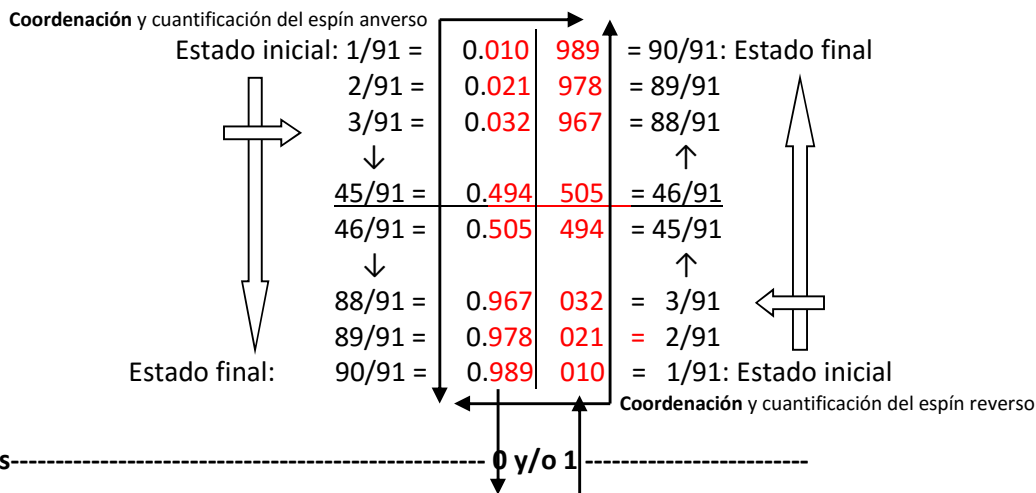 Coordenación y cuantificación del espín anverso
Estado inicial: 1/91 = 0.010 989 = 90/91: Estado final
2/91 = 0.021 978 = 89/91
3/91 = 0.032 967 = 88/91
↓ ↑
45/91 = 0.494 505 = 46/91
46/91 = 0.505 494 = 45/91
↓ ↑
88/91 = 0.967 032 = 3/91
89/91 = 0.978 021 = 2/91
Estado final: 90/91 = 0.989 010 = 1/91: Estado inicial
Coordenación y cuantificación del espín reverso
s------------------------------------------------------- 0 y/o 1 --------------------------